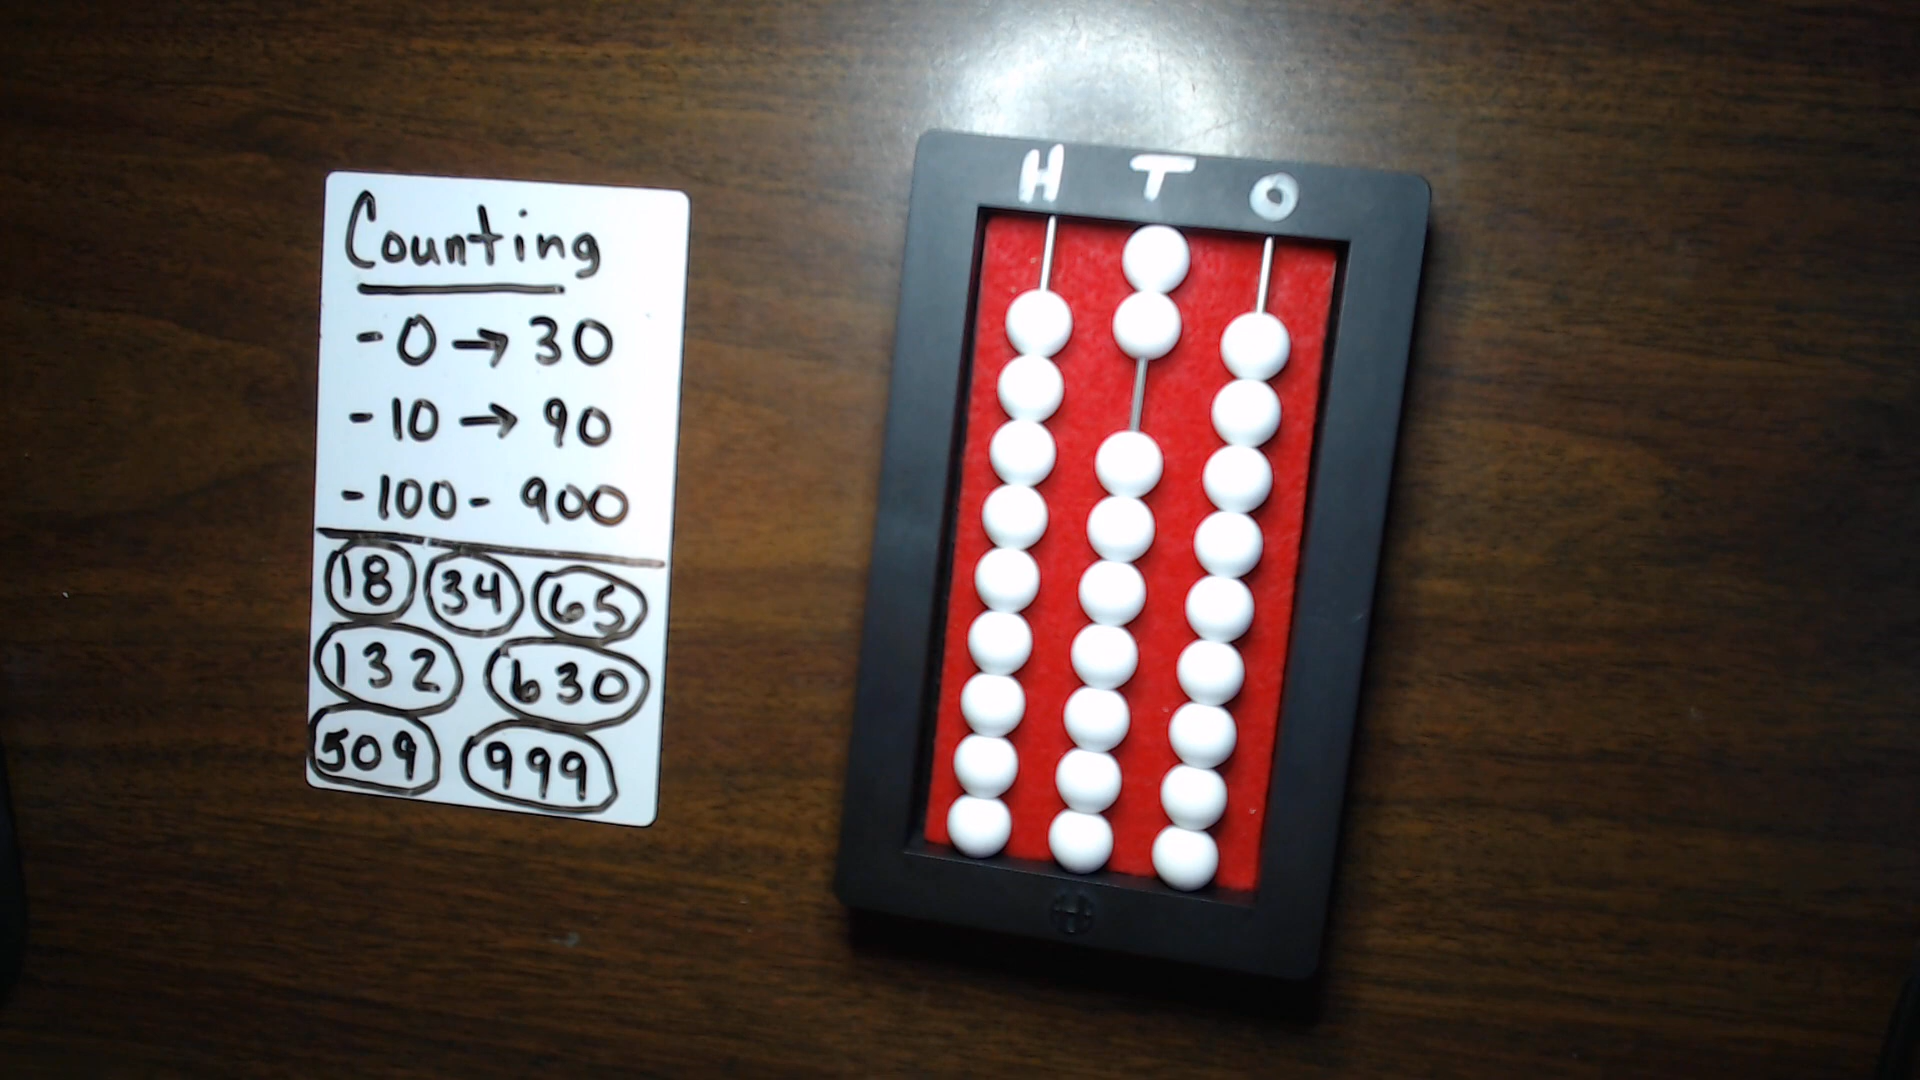 Counting
- 0 → 30
- 10 → 90
- 100 - 900
18 34 65
132 630
509 999
H T O